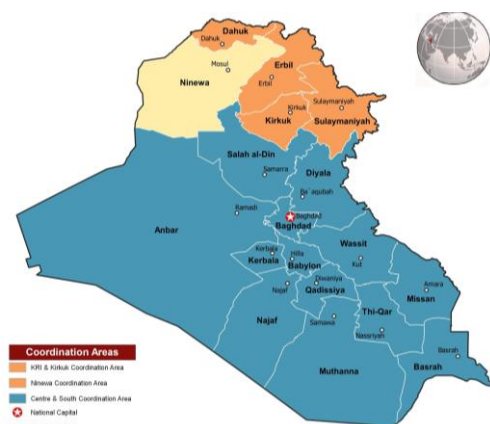 Dahuk
Dahuk
Mosul
Ninewa
Erbil
Erbil
Kirkuk
Kirkuk
Sulaymaniyah
Sulaymaniyah
Salah al-Din
Samarra
Diyala
Ba`aqubah
Ramadi
Anbar
Baghdad
Baghdad
Wassit
Kut
Kerbala
Kerbala
Hilla
Babylon
Diwaniya
Qadissiya
Najaf
Najaf
Amara
Missan
Thi-Qar
Nassriyah
Samawa
Muthanna
Basrah
Basrah
Coordination Areas
KRI & Kirkuk Coordination Area
Ninewa Coordination Area
Centre & South Coordination Area
National Capital